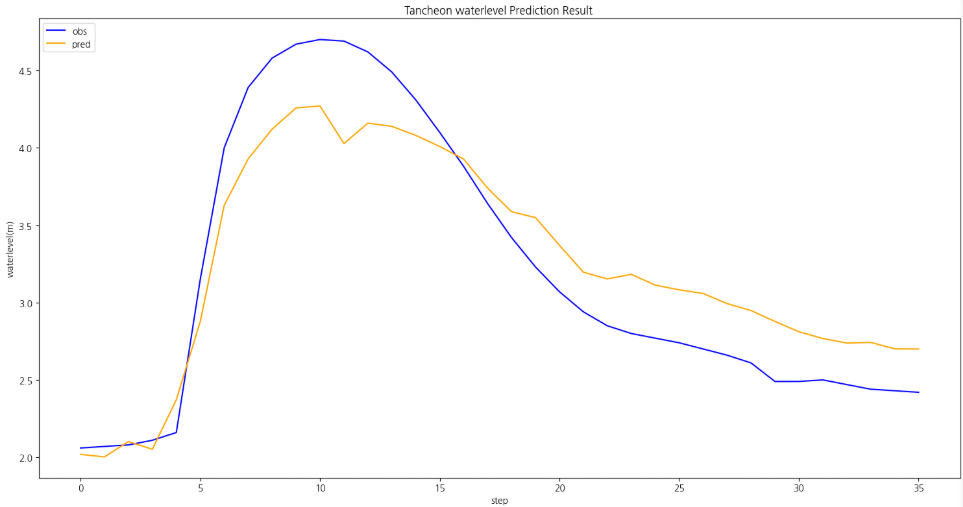 Tancheon waterlevel Prediction Result
obs
pred
4.5
4.0
3.5
3.0
2.5
2.0
waterlevel(m)
0 5 10 15 20 25 30 35
step